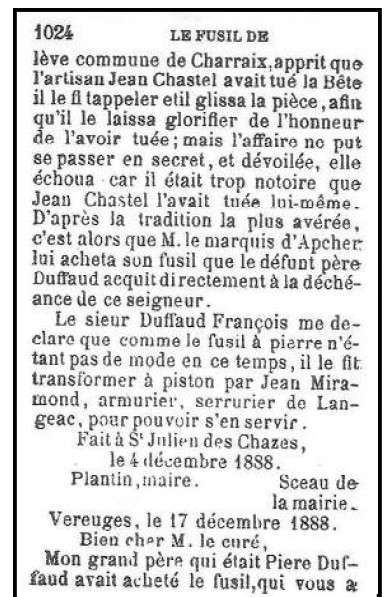 1024 LE FUSIL DE
lève commune de Charraix, apprit que
l'artisan Jean Chastel avait tué la Bête
il le fi tappeler etil glissa la pièce, afin
qu'il le laissa glorifier de l'honneur
de l'avoir tuée; mais l'affaire ne put
se passer en secret, et dévoilée, elle
échoua car il était trop notoire que
Jean Chastel l'avait tuée lui-même.
D'après la tradition la plus avérée,
c'est alors que M. le marquis d'Apcher
lui acheta son fusil que le défunt père
Duffaud acquit directement à la déché-
ance de ce seigneur.
Le sieur Duffaud François me de-
clare que comme le fusil à pierre n'é-
tant pas de mode en ce temps, il le fit
transformer à piston par Jean Mira-
mond, armurier, serrurier de Lan-
geac, pour pouvoir s'en servir.
Fait à St Julien des Chazes,
le 4 décembre 1888.
Plantin, maire. Sceau de
la mairie.
Vereuges, le 17 décembre 1888.
Bien cher M. le curé,
Mon grand père qui était Piere Duf-
faud avait acheté le fusil, qui vous a